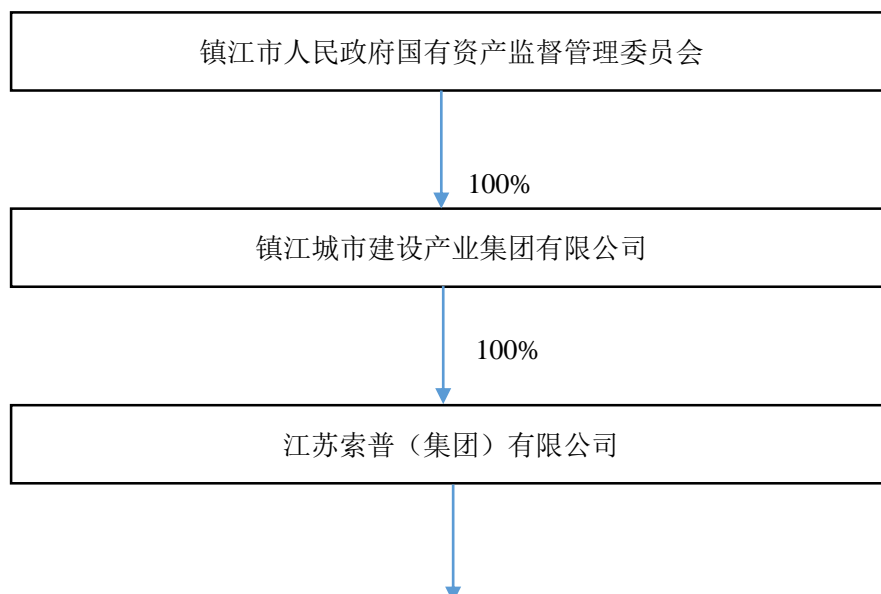 镇江市人民政府国有资产监督管理委员会
100%
镇江城市建设产业集团有限公司
100%
江苏索普（集团）有限公司